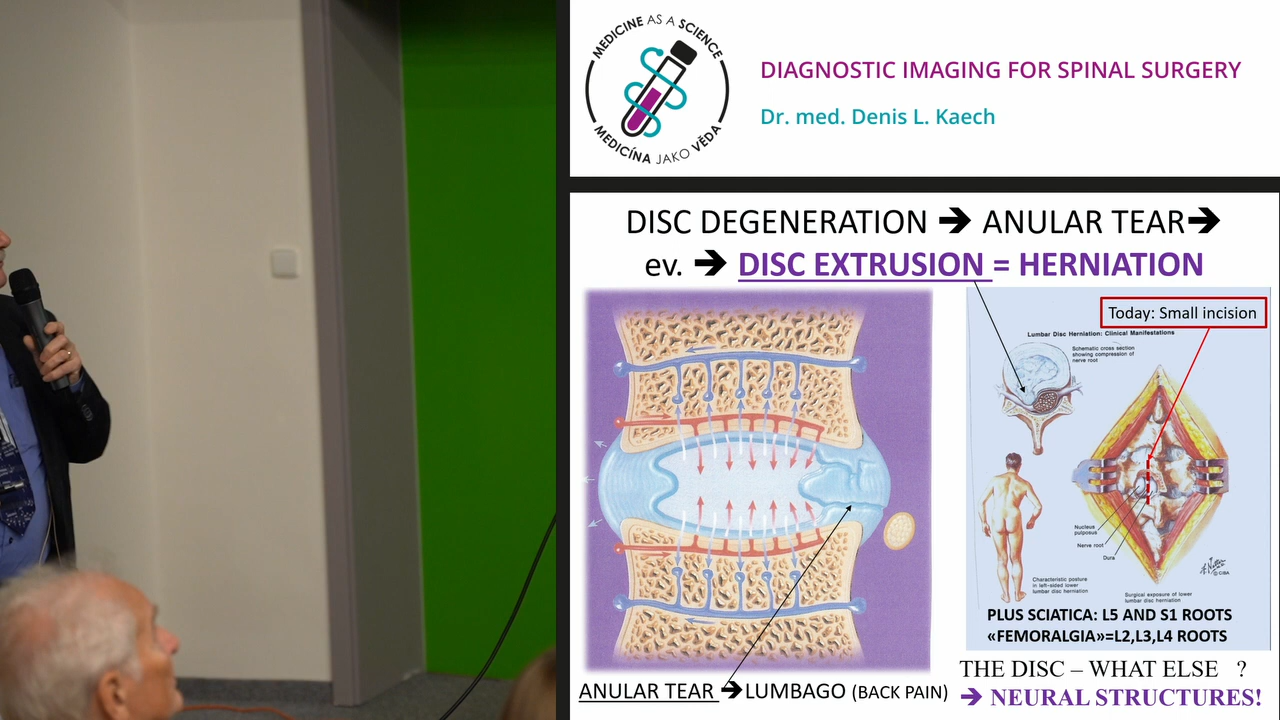 MEDICINE AS A SCIENCE
MEDICÍNA JAKO VĚDA
DIAGNOSTIC IMAGING FOR SPINAL SURGERY
Dr. med. Denis L. Kaech
DISC DEGENERATION ➔ ANULAR TEAR➔
ev. ➔ DISC EXTRUSION = HERNIATION
Today: Small incision
Lumbar Disc Herniation: Clinical Manifestations
Schematic cross section
showing compression of
nerve root
Nucleus
pulposus
Nerve root
Dura
Characteristic posture
in left-sided lower
lumbar disc herniation
Surgical exposure of lower
lumbar disc herniation
© CIBA
PLUS SCIATICA: L5 AND S1 ROOTS
«FEMORALGIA»=L2,L3,L4 ROOTS
ANULAR TEAR ➔LUMBAGO (BACK PAIN)
THE DISC – WHAT ELSE ?
➔ NEURAL STRUCTURES!